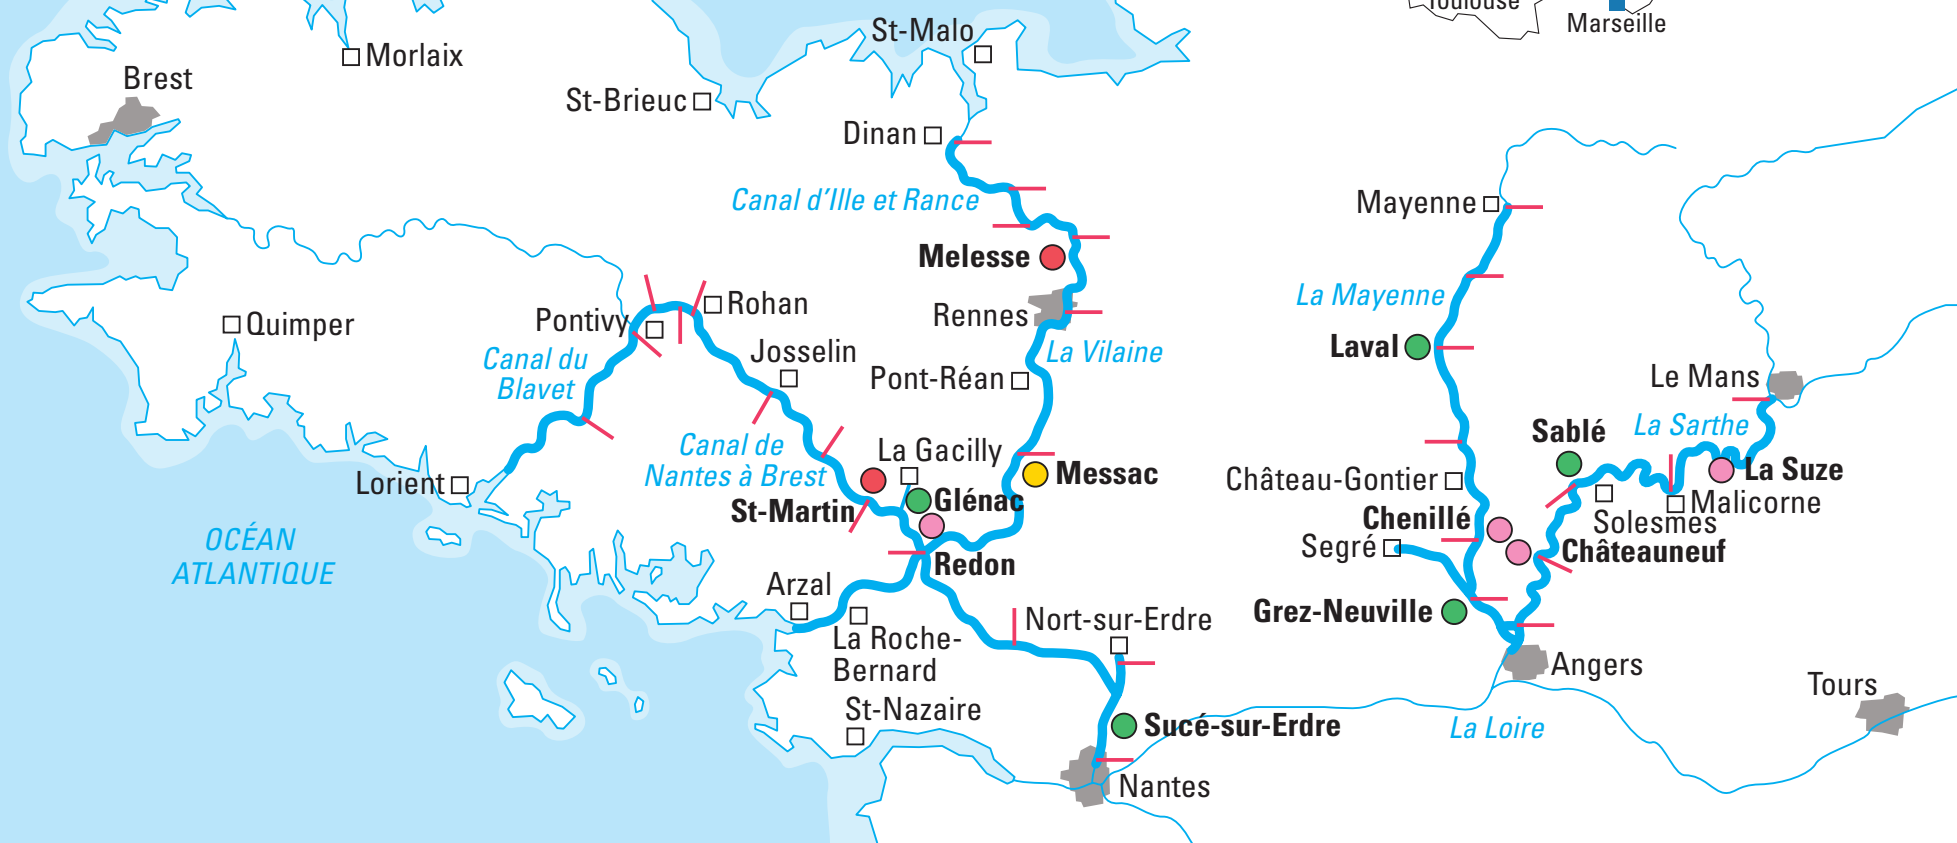 Toulouse
Marseille
St-Malo
Morlaix
Brest
St-Brieuc
Dinan
Canal d'Ille et Rance
Mayenne
Melesse
La Mayenne
Rohan
Rennes
Pontivy
Quimper
Laval
La Vilaine
Josselin
Canal du
Blavet
Pont-Réan
Le Mans
La Sarthe
Sablé
Canal de
Nantes à Brest
La Gacilly
Messac
La Suze
Château-Gontier
Lorient
Glénac
Malicorne
St-Martin
Chenillé
Solesmes
OCÉAN
ATLANTIQUE
Segré
Châteauneuf
Redon
Arzal
Grez-Neuville
Nort-sur-Erdre
La Roche-
Bernard
Angers
Tours
St-Nazaire
Sucé-sur-Erdre
La Loire
Nantes